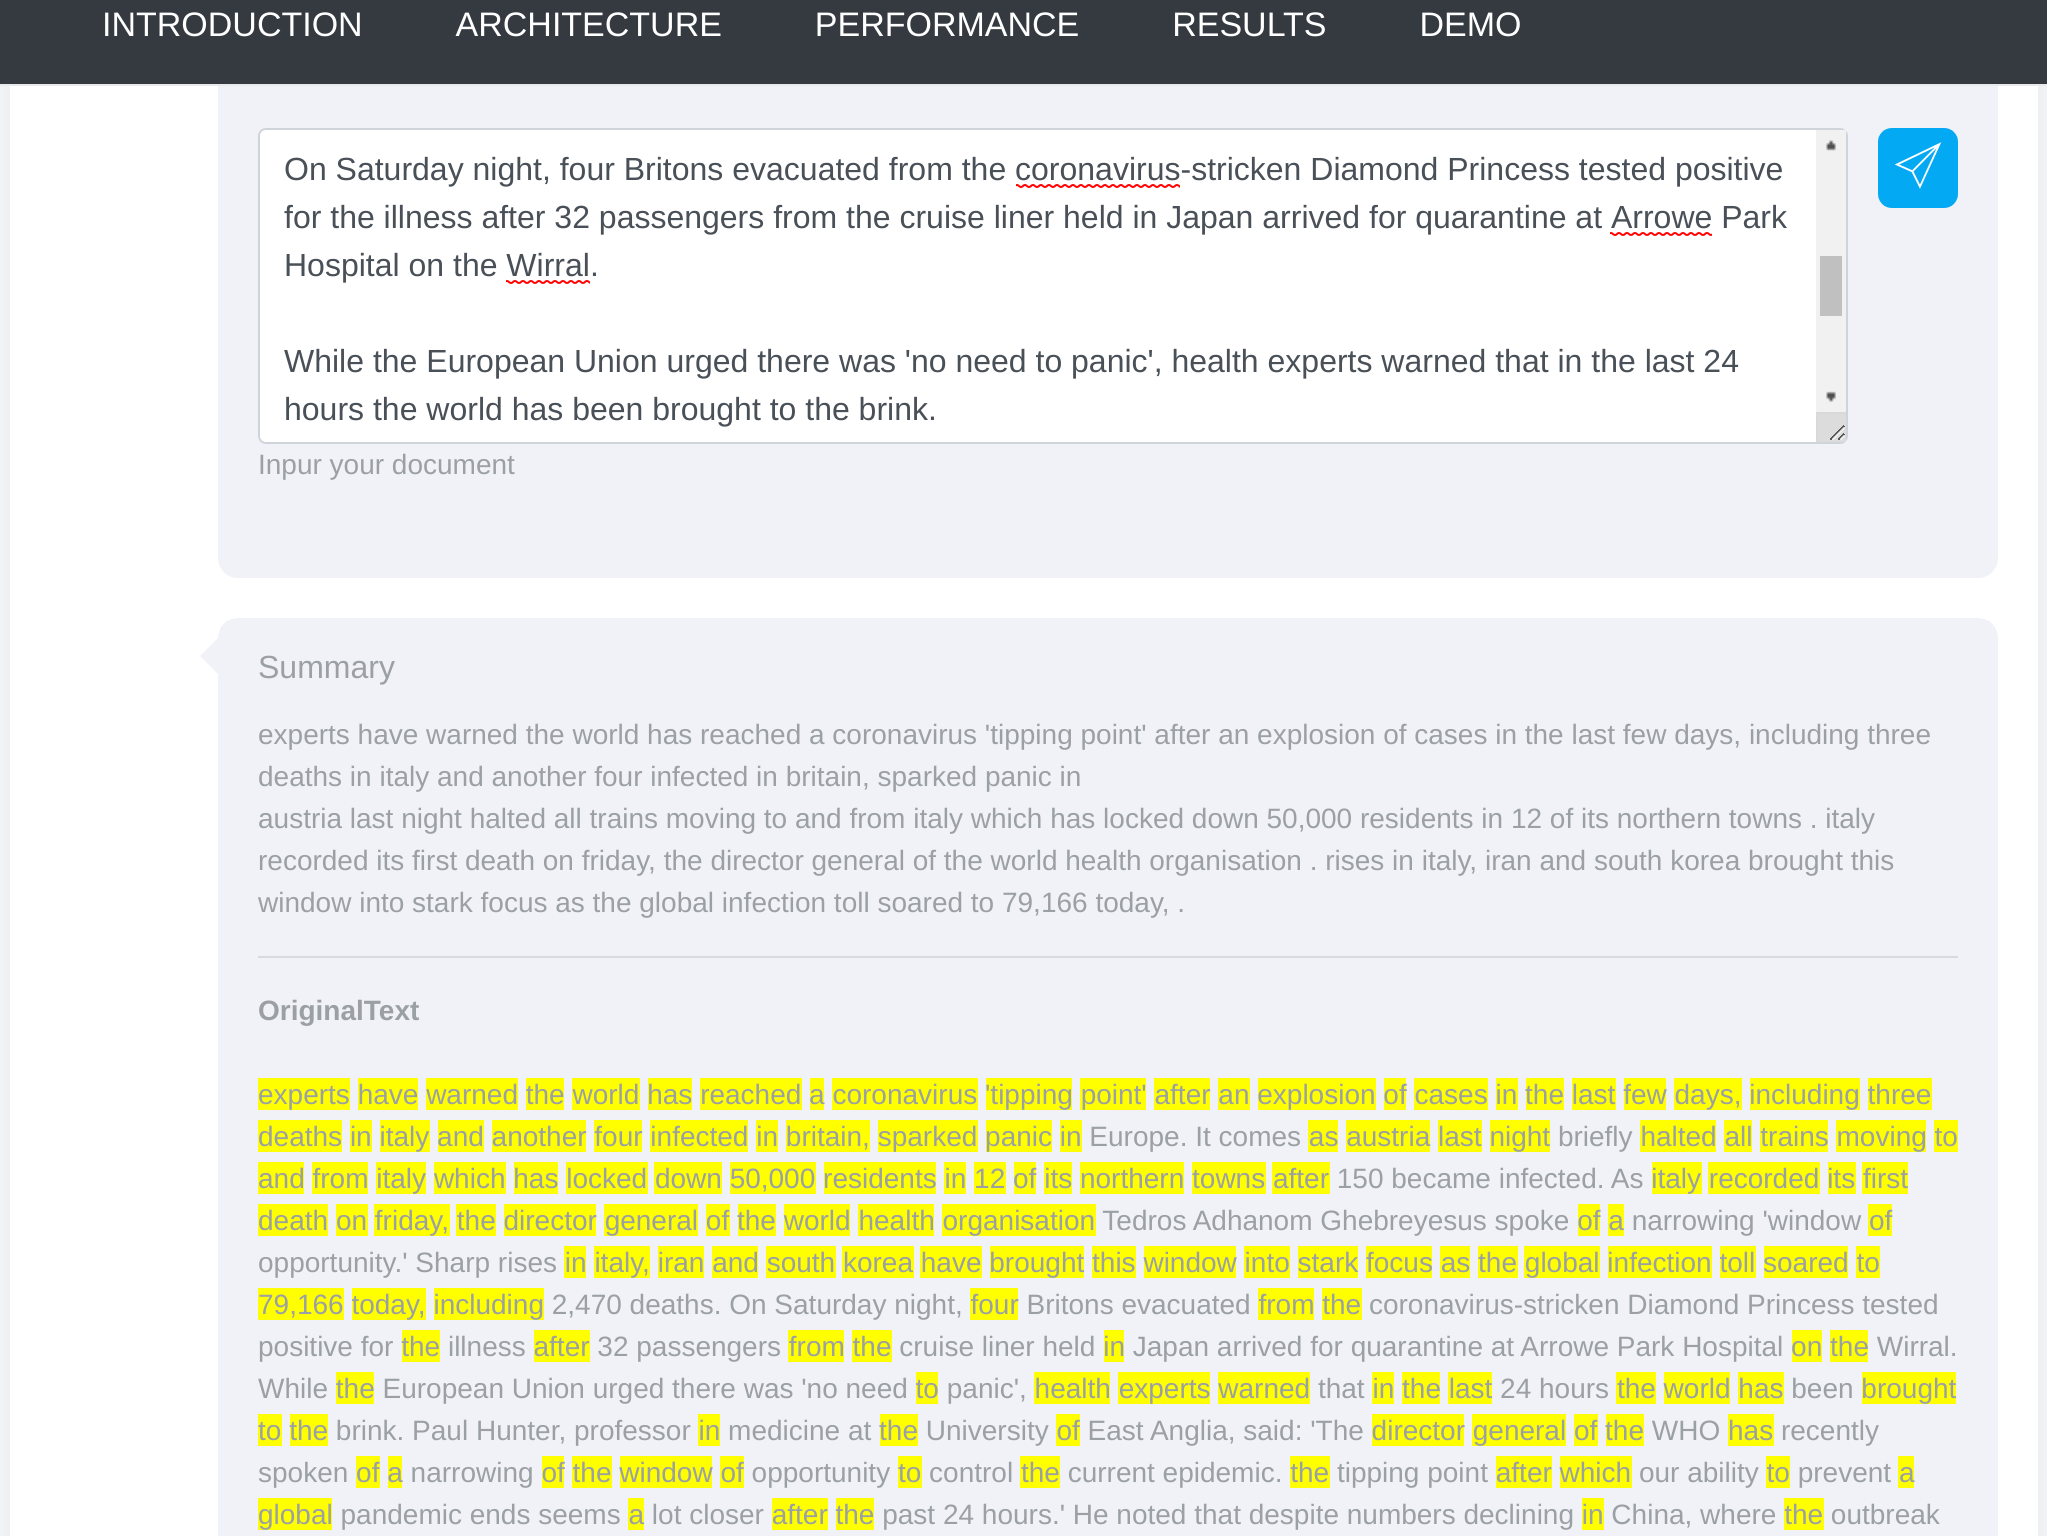 INTRODUCTION ARCHITECTURE PERFORMANCE RESULTS DEMO
On Saturday night, four Britons evacuated from the coronavirus-stricken Diamond Princess tested positive
for the illness after 32 passengers from the cruise liner held in Japan arrived for quarantine at Arrowe Park
Hospital on the Wirral.
While the European Union urged there was 'no need to panic', health experts warned that in the last 24
hours the world has been brought to the brink.
Inpur your document
Summary
experts have warned the world has reached a coronavirus 'tipping point' after an explosion of cases in the last few days, including three
deaths in italy and another four infected in britain, sparked panic in
austria last night halted all trains moving to and from italy which has locked down 50,000 residents in 12 of its northern towns . italy
recorded its first death on friday, the director general of the world health organisation . rises in italy, iran and south korea brought this
window into stark focus as the global infection toll soared to 79,166 today, .
OriginalText
experts have warned the world has reached a coronavirus 'tipping point' after an explosion of cases in the last few days, including three
deaths in italy and another four infected in britain, sparked panic in Europe. It comes as austria last night briefly halted all trains moving to
and from italy which has locked down 50,000 residents in 12 of its northern towns after 150 became infected. As italy recorded its first
death on friday, the director general of the world health organisation Tedros Adhanom Ghebreyesus spoke of a narrowing 'window of
opportunity.' Sharp rises in italy, iran and south korea have brought this window into stark focus as the global infection toll soared to
79,166 today, including 2,470 deaths. On Saturday night, four Britons evacuated from the coronavirus-stricken Diamond Princess tested
positive for the illness after 32 passengers from the cruise liner held in Japan arrived for quarantine at Arrowe Park Hospital on the Wirral.
While the European Union urged there was 'no need to panic', health experts warned that in the last 24 hours the world has been brought
to the brink. Paul Hunter, professor in medicine at the University of East Anglia, said: 'The director general of the WHO has recently
spoken of a narrowing of the window of opportunity to control the current epidemic. the tipping point after which our ability to prevent a
global pandemic ends seems a lot closer after the past 24 hours.' He noted that despite numbers declining in China, where the outbreak